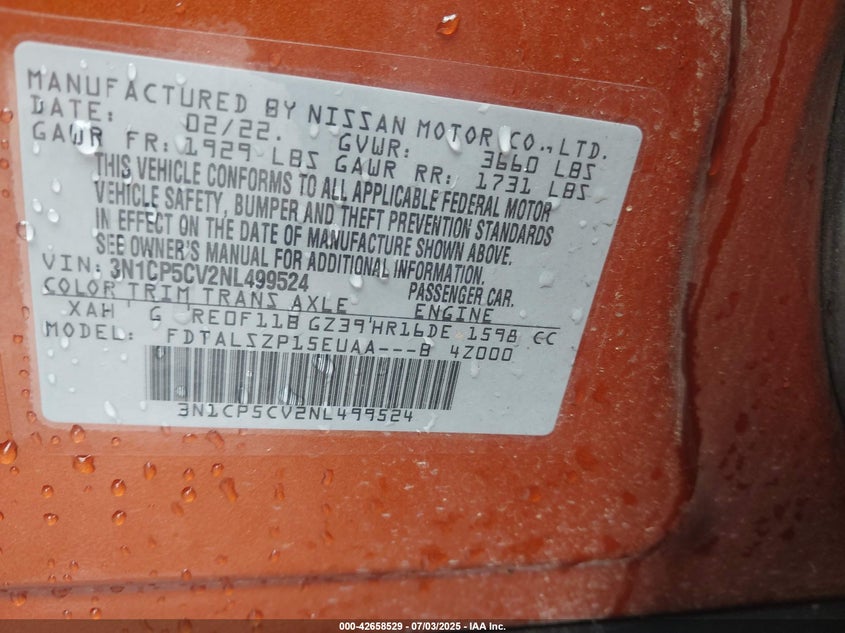 MANUFACTURED BY NISSAN MOTOR CO., LTD.
DATE: 02/22. GVWR: 3660 LBS
GAWR FR: 1929 LBS GAWR RR: 1731 LBS
THIS VEHICLE CONFORMS TO ALL APPLICABLE FEDERAL MOTOR
VEHICLE SAFETY, BUMPER AND THEFT PREVENTION STANDARDS
IN EFFECT ON THE DATE OF MANUFACTURE SHOWN ABOVE.
SEE OWNER'S MANUAL FOR ADDITIONAL INFORMATION.
VIN: 3N1CP5CV2NL499524 PASSENGER CAR.
COLOR TRIM TRANS AXLE ENGINE
XAH G RE0F11B GZ39 HR16DE 1598 CC
MODEL: FDTALSZP15EUAA---B 4Z000
3N1CP5CV2NL499524
000-42658529 - 07/03/2025 - IAA Inc.